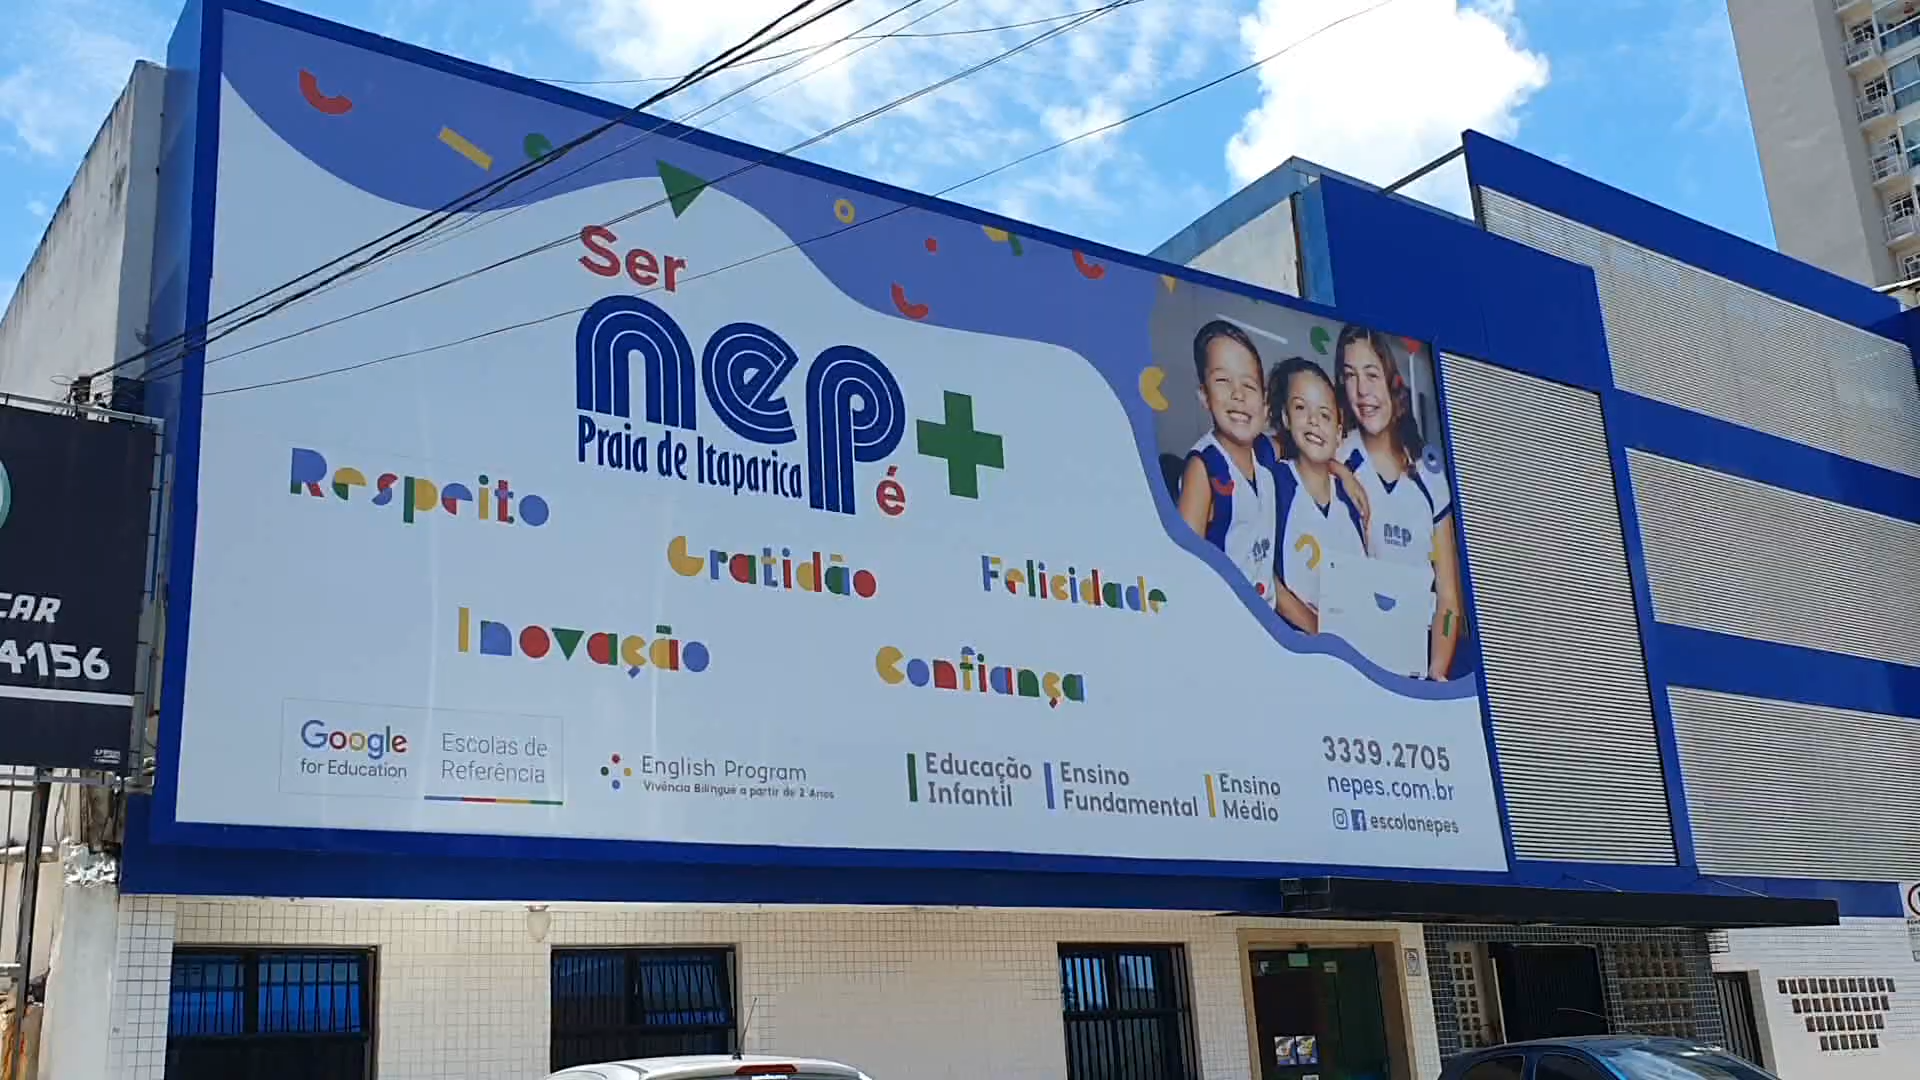 Ser
nep+
Praia de Itaparica
é
Respeito
Gratidão
Felicidade
Inovação
Confiança
Google
for Education
Escolas de
Referência
English Program
Vivência Bilíngue a partir de 2 Anos
Educação
Infantil
Ensino
Fundamental
Ensino
Médio
3339.2705
nepes.com.br
escolanepes
nep
nep
CAR
4156